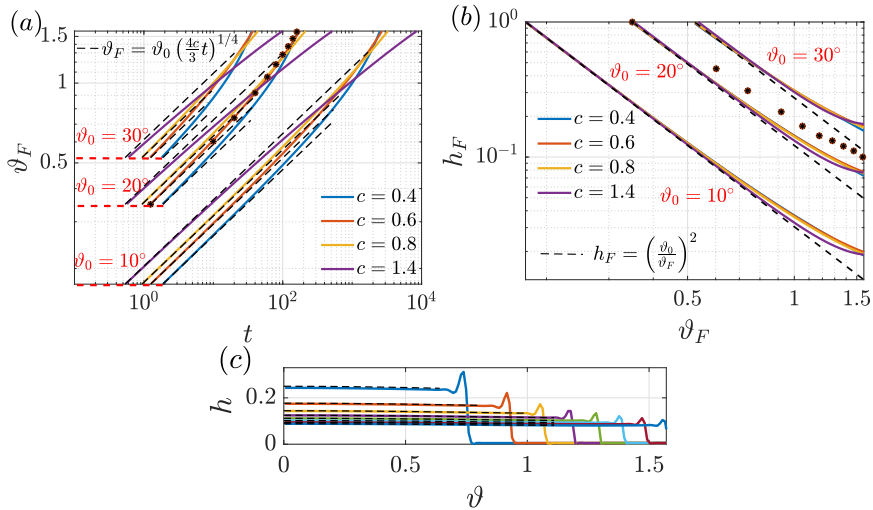 (a)
ϑ_F = ϑ_0 (4c/3 t)^{1/4}
1.5
1
0.5
ϑ_F
ϑ_0 = 30°
ϑ_0 = 20°
ϑ_0 = 10°
c = 0.4
c = 0.6
c = 0.8
c = 1.4
10^0 10^2 10^4
t
(b)
10^0
10^{-1}
h_F
ϑ_0 = 30°
ϑ_0 = 20°
ϑ_0 = 10°
c = 0.4
c = 0.6
c = 0.8
c = 1.4
h_F = (ϑ_0/ϑ_F)^2
0.5 1 1.5
ϑ_F
(c)
0.2
0
h
0 0.5 1 1.5
ϑ